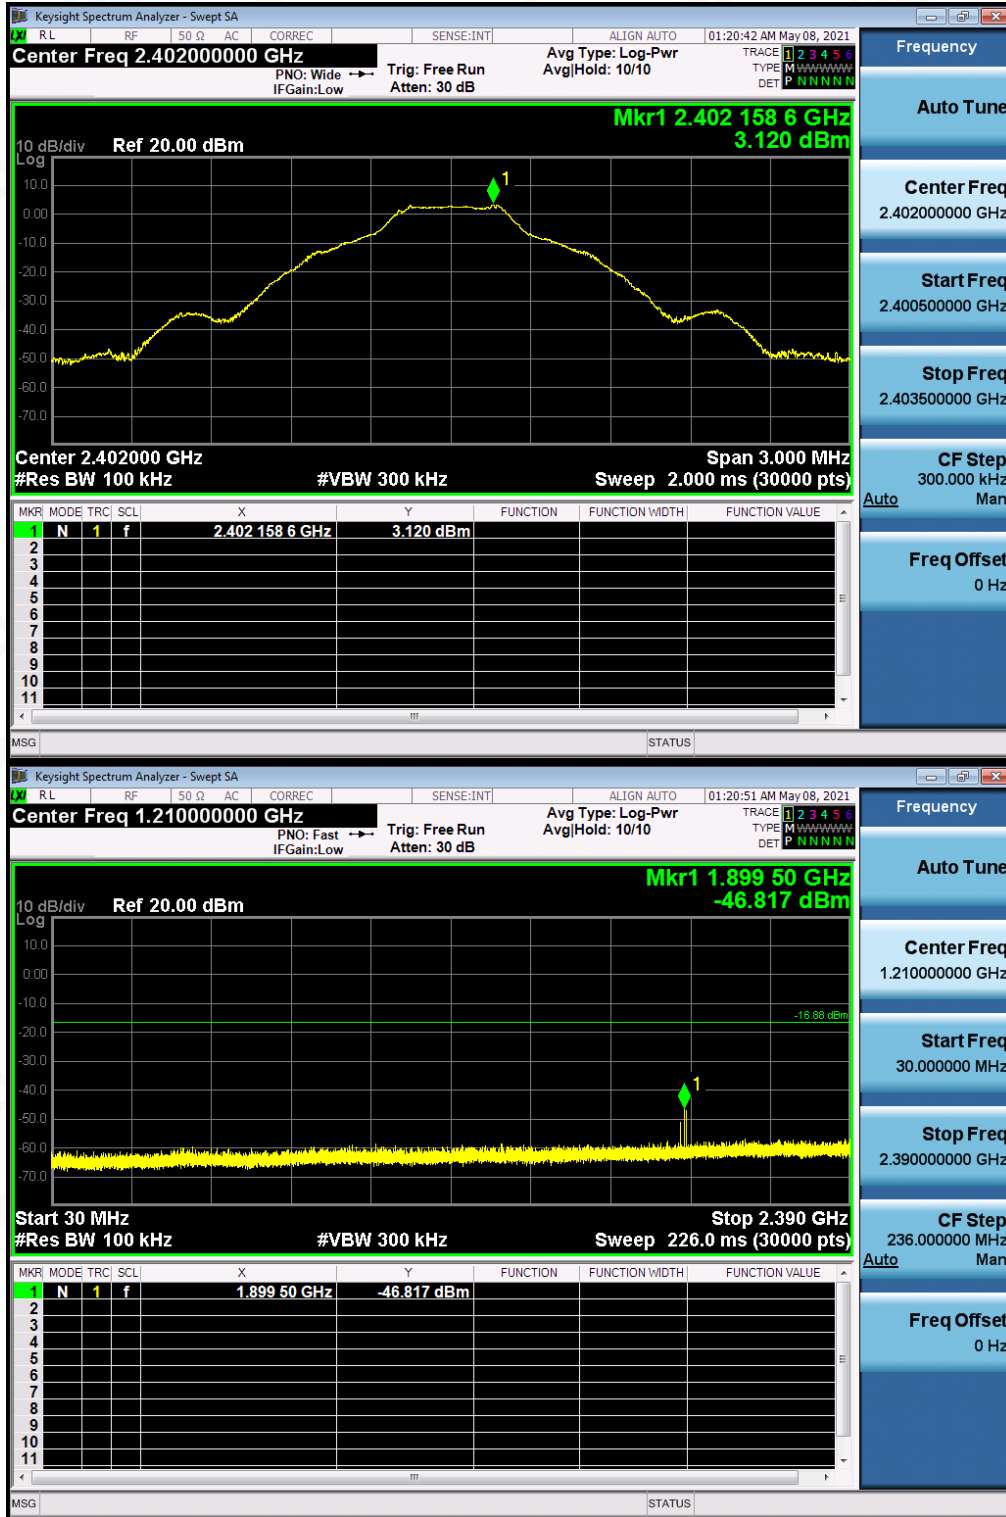 Keysight Spectrum Analyzer - Swept SA
LXI RL RF 50 Ω AC CORREC SENSE:INT ALIGN AUTO 01:20:42 AM May 08, 2021
Center Freq 2.402000000 GHz
PNO: Wide Trig: Free Run Avg Type: Log-Pwr TRACE 1 2 3 4 5 6
IFGain:Low Atten: 30 dB Avg|Hold: 10/10 TYPE M WWWWW
DET P N N N N N
Mkr1 2.402 158 6 GHz
3.120 dBm
10 dB/div Ref 20.00 dBm
Log
1
10.0
0.00
-10.0
-20.0
-30.0
-40.0
-50.0
-60.0
-70.0
Center 2.402000 GHz Span 3.000 MHz
#Res BW 100 kHz #VBW 300 kHz Sweep 2.000 ms (30000 pts)
MKR MODE TRC SCL X Y FUNCTION FUNCTION WIDTH FUNCTION VALUE
1 N 1 f 2.402 158 6 GHz 3.120 dBm
2
3
4
5
6
7
8
9
10
11
MSG STATUS
Frequency
Auto Tune
Center Freq
2.402000000 GHz
Start Freq
2.400500000 GHz
Stop Freq
2.403500000 GHz
CF Step
300.000 kHz
Auto Man
Freq Offset
0 Hz
Keysight Spectrum Analyzer - Swept SA
LXI RL RF 50 Ω AC CORREC SENSE:INT ALIGN AUTO 01:20:51 AM May 08, 2021
Center Freq 1.210000000 GHz
PNO: Fast Trig: Free Run Avg Type: Log-Pwr TRACE 1 2 3 4 5 6
IFGain:Low Atten: 30 dB Avg|Hold: 10/10 TYPE M WWWWW
DET P N N N N N
Mkr1 1.899 50 GHz
-46.817 dBm
10 dB/div Ref 20.00 dBm
Log
10.0
0.00
-10.0
-16.88 dBm
-20.0
-30.0
-40.0
1
-50.0
-60.0
-70.0
Start 30 MHz Stop 2.390 GHz
#Res BW 100 kHz #VBW 300 kHz Sweep 226.0 ms (30000 pts)
MKR MODE TRC SCL X Y FUNCTION FUNCTION WIDTH FUNCTION VALUE
1 N 1 f 1.899 50 GHz -46.817 dBm
2
3
4
5
6
7
8
9
10
11
MSG STATUS
Frequency
Auto Tune
Center Freq
1.210000000 GHz
Start Freq
30.000000 MHz
Stop Freq
2.390000000 GHz
CF Step
236.000000 MHz
Auto Man
Freq Offset
0 Hz